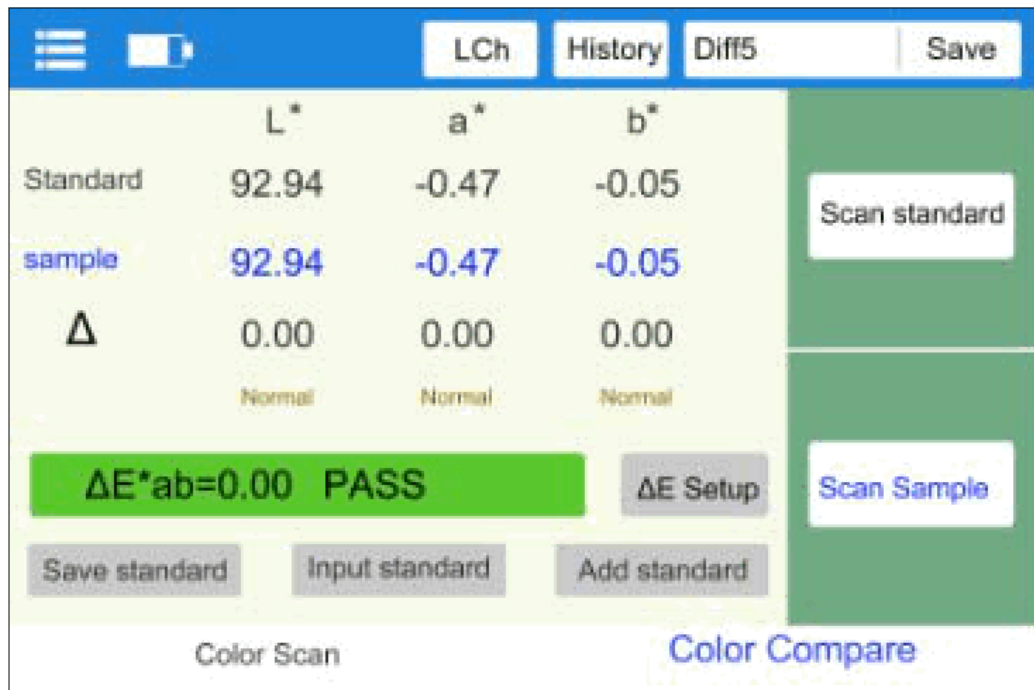 LCh History Diff5 Save
L* a* b*
Standard 92.94 -0.47 -0.05
Scan standard
sample 92.94 -0.47 -0.05
Δ 0.00 0.00 0.00
Normal Normal Normal
ΔE*ab=0.00 PASS ΔE Setup Scan Sample
Save standard Input standard Add standard
Color Scan Color Compare